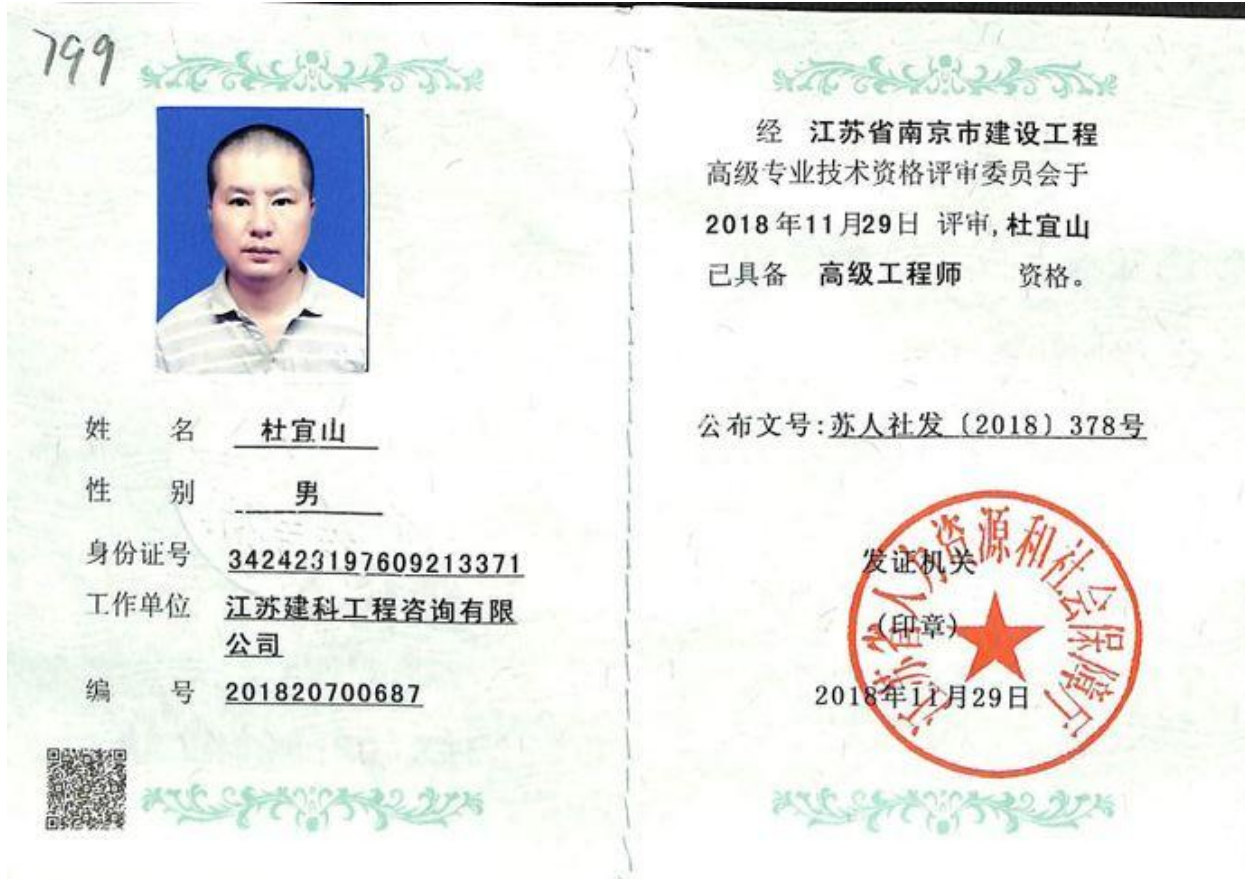 799
姓 名 杜宜山
性 别 男
身份证号 342423197609213371
工作单位 江苏建科工程咨询有限
公司
编 号 201820700687
经 江苏省南京市建设工程
高级专业技术资格评审委员会于
2018年11月29日 评审,杜宜山
已具备 高级工程师 资格。
公布文号:苏人社发〔2018〕378号
江苏省人力资源和社会保障厅
发证机关
(印章)
2018年11月29日